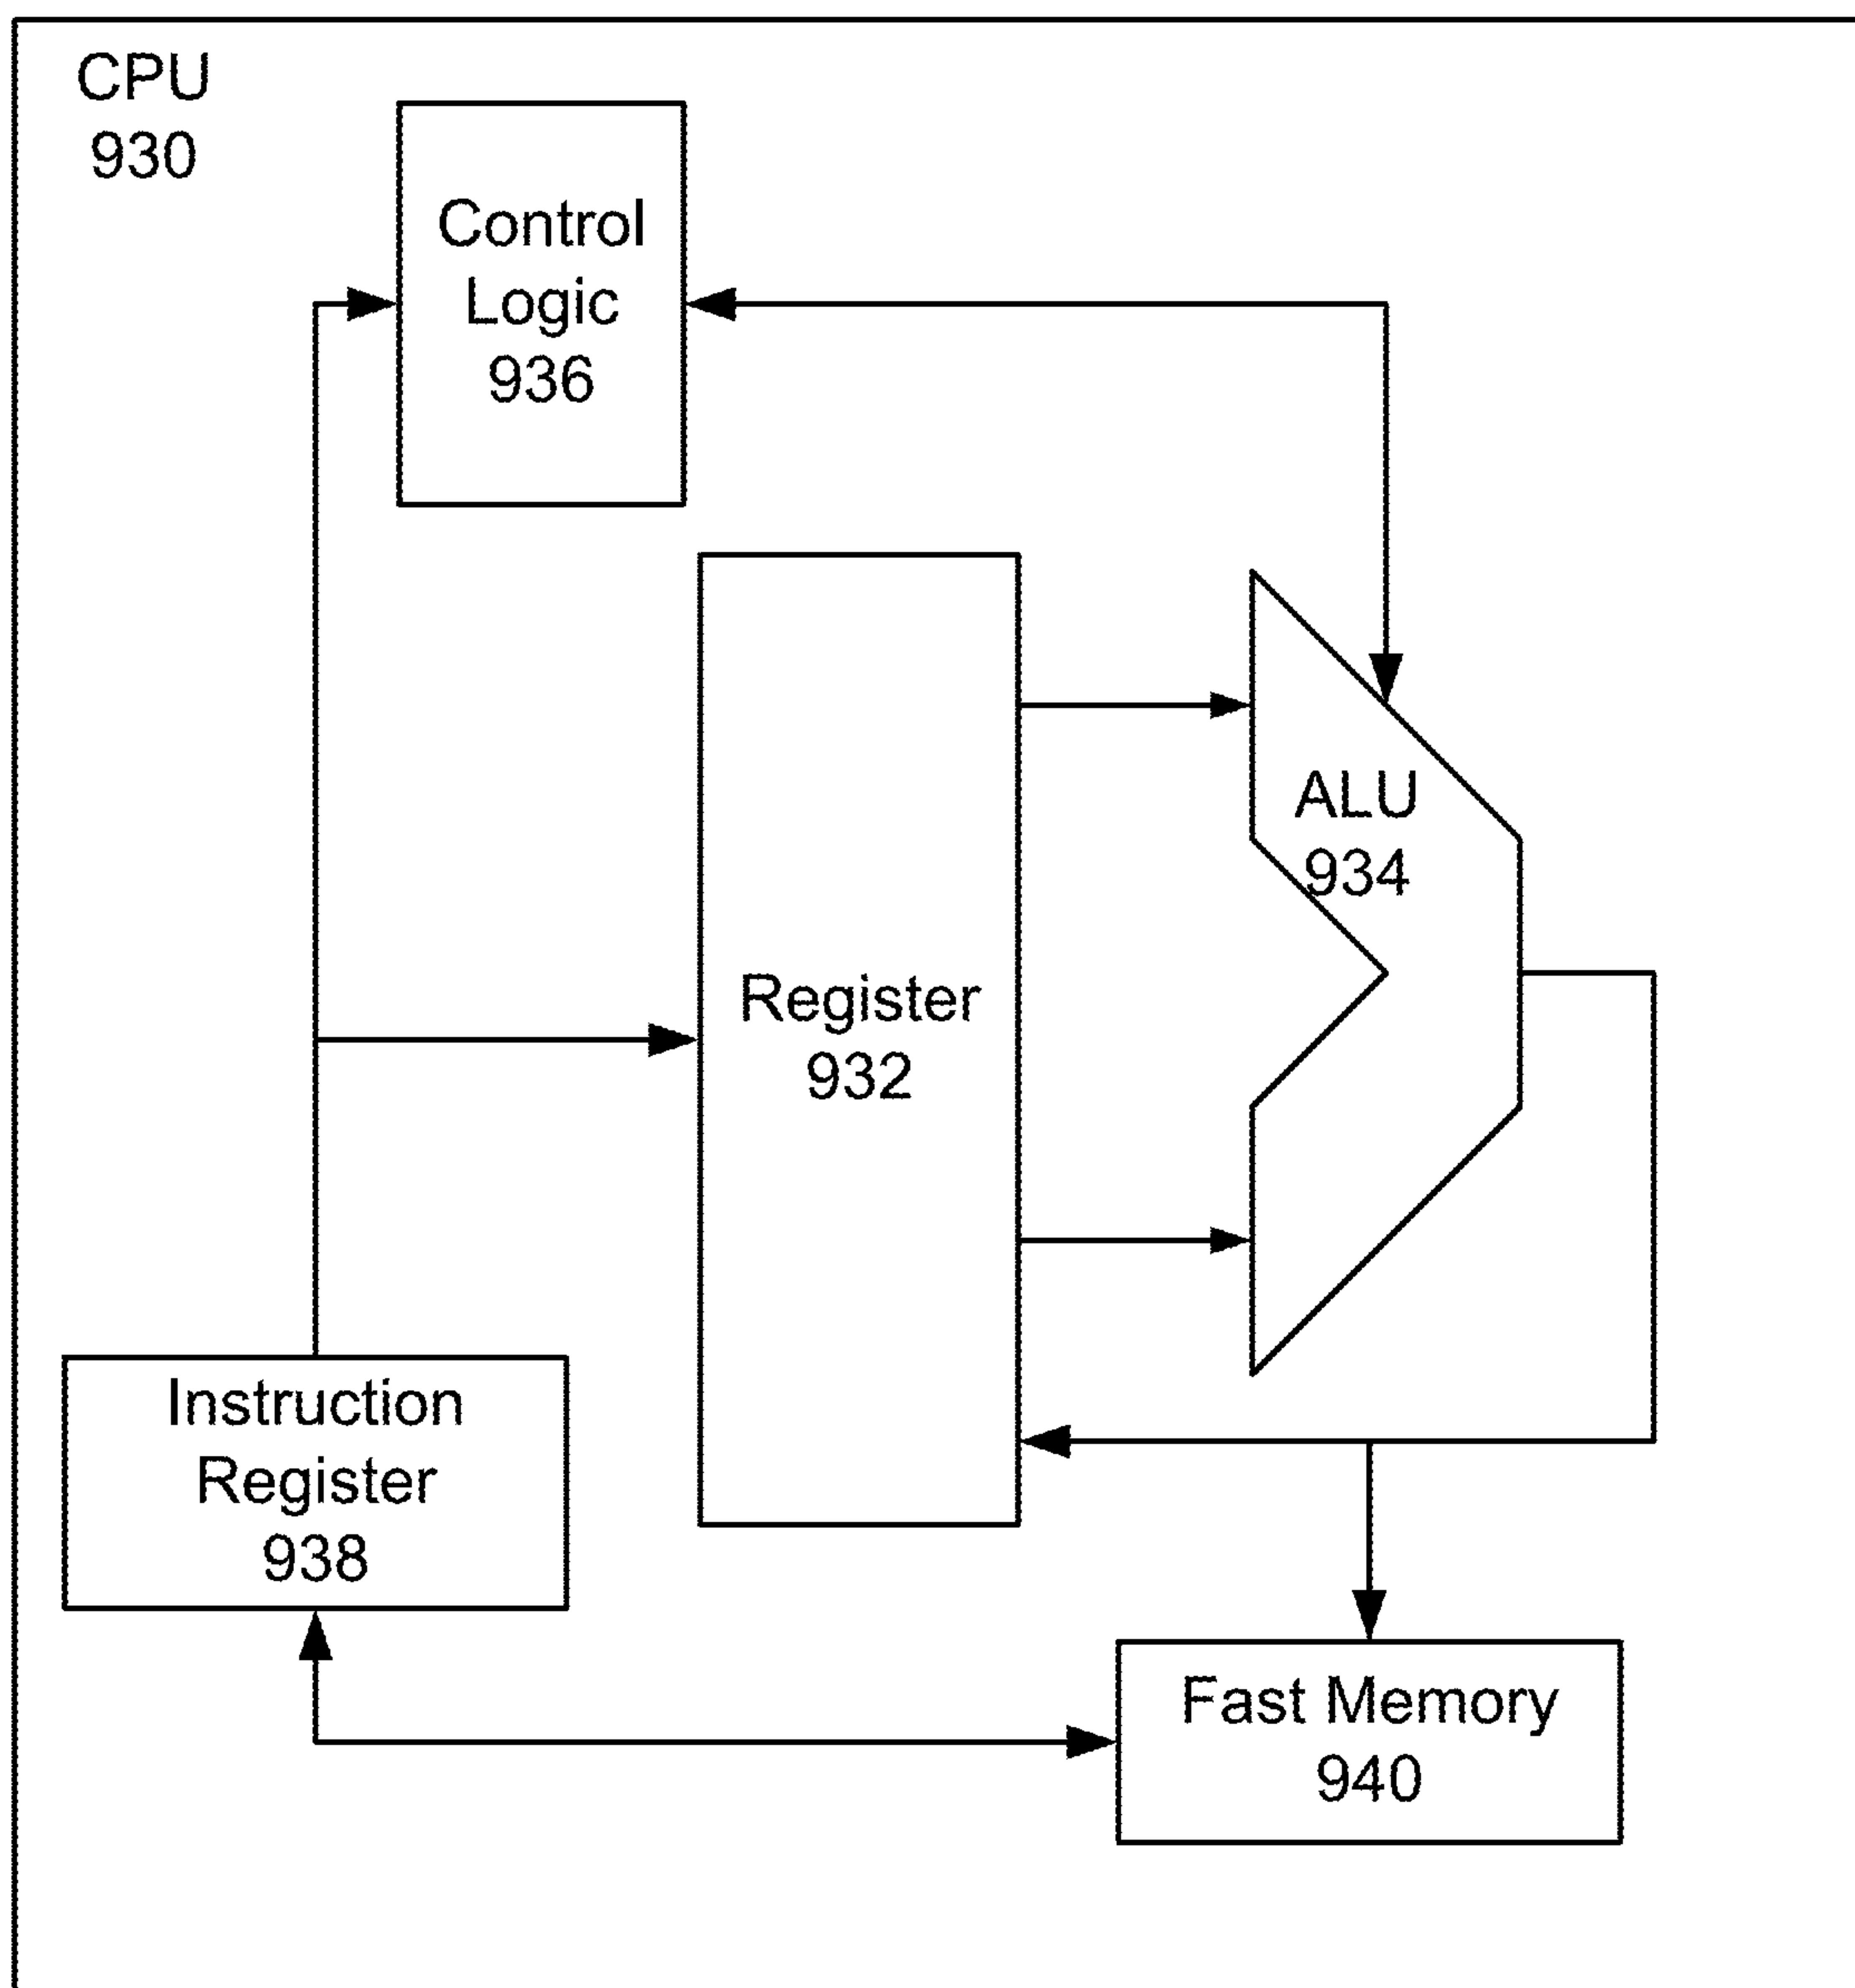 CPU
930
Control
Logic
936
ALU
934
Register
932
Instruction
Register
938
Fast Memory
940